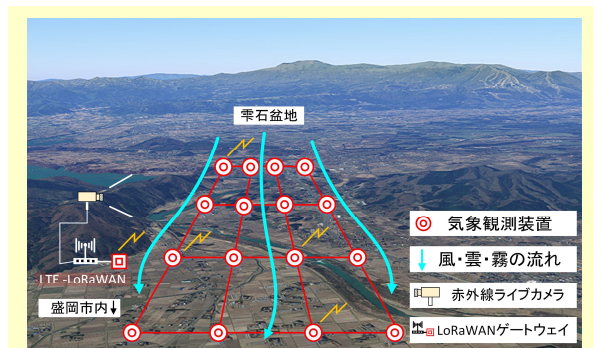 雫石盆地
LTE-LoRaWAN
盛岡市内↓
気象観測装置
風・雲・霧の流れ
赤外線ライブカメラ
LoRaWANゲートウェイ